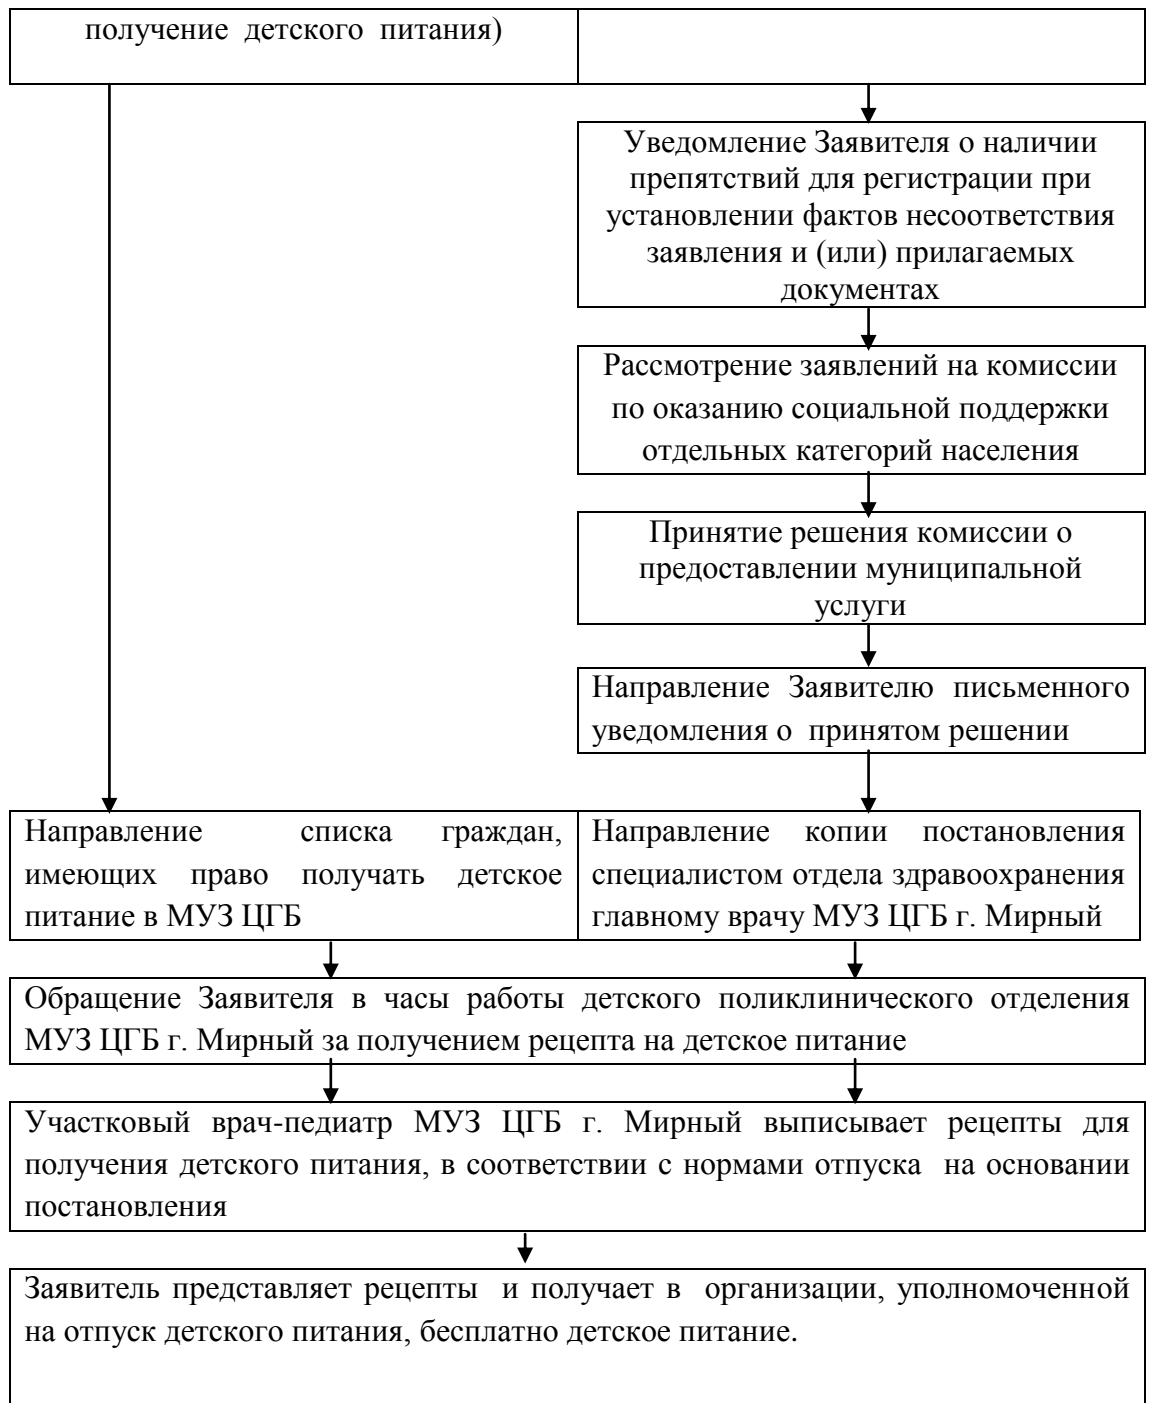 получение детского питания)
Уведомление Заявителя о наличии
препятствий для регистрации при
установлении фактов несоответствия
заявления и (или) прилагаемых
документах
Рассмотрение заявлений на комиссии
по оказанию социальной поддержки
отдельных категорий населения
Принятие решения комиссии о
предоставлении муниципальной
услуги
Направление Заявителю письменного
уведомления о принятом решении
Направление списка граждан,
имеющих право получать детское
питание в МУЗ ЦГБ
Направление копии постановления
специалистом отдела здравоохранения
главному врачу МУЗ ЦГБ г. Мирный
Обращение Заявителя в часы работы детского поликлинического отделения
МУЗ ЦГБ г. Мирный за получением рецепта на детское питание
Участковый врач-педиатр МУЗ ЦГБ г. Мирный выписывает рецепты для
получения детского питания, в соответствии с нормами отпуска на основании
постановления
Заявитель представляет рецепты и получает в организации, уполномоченной
на отпуск детского питания, бесплатно детское питание.